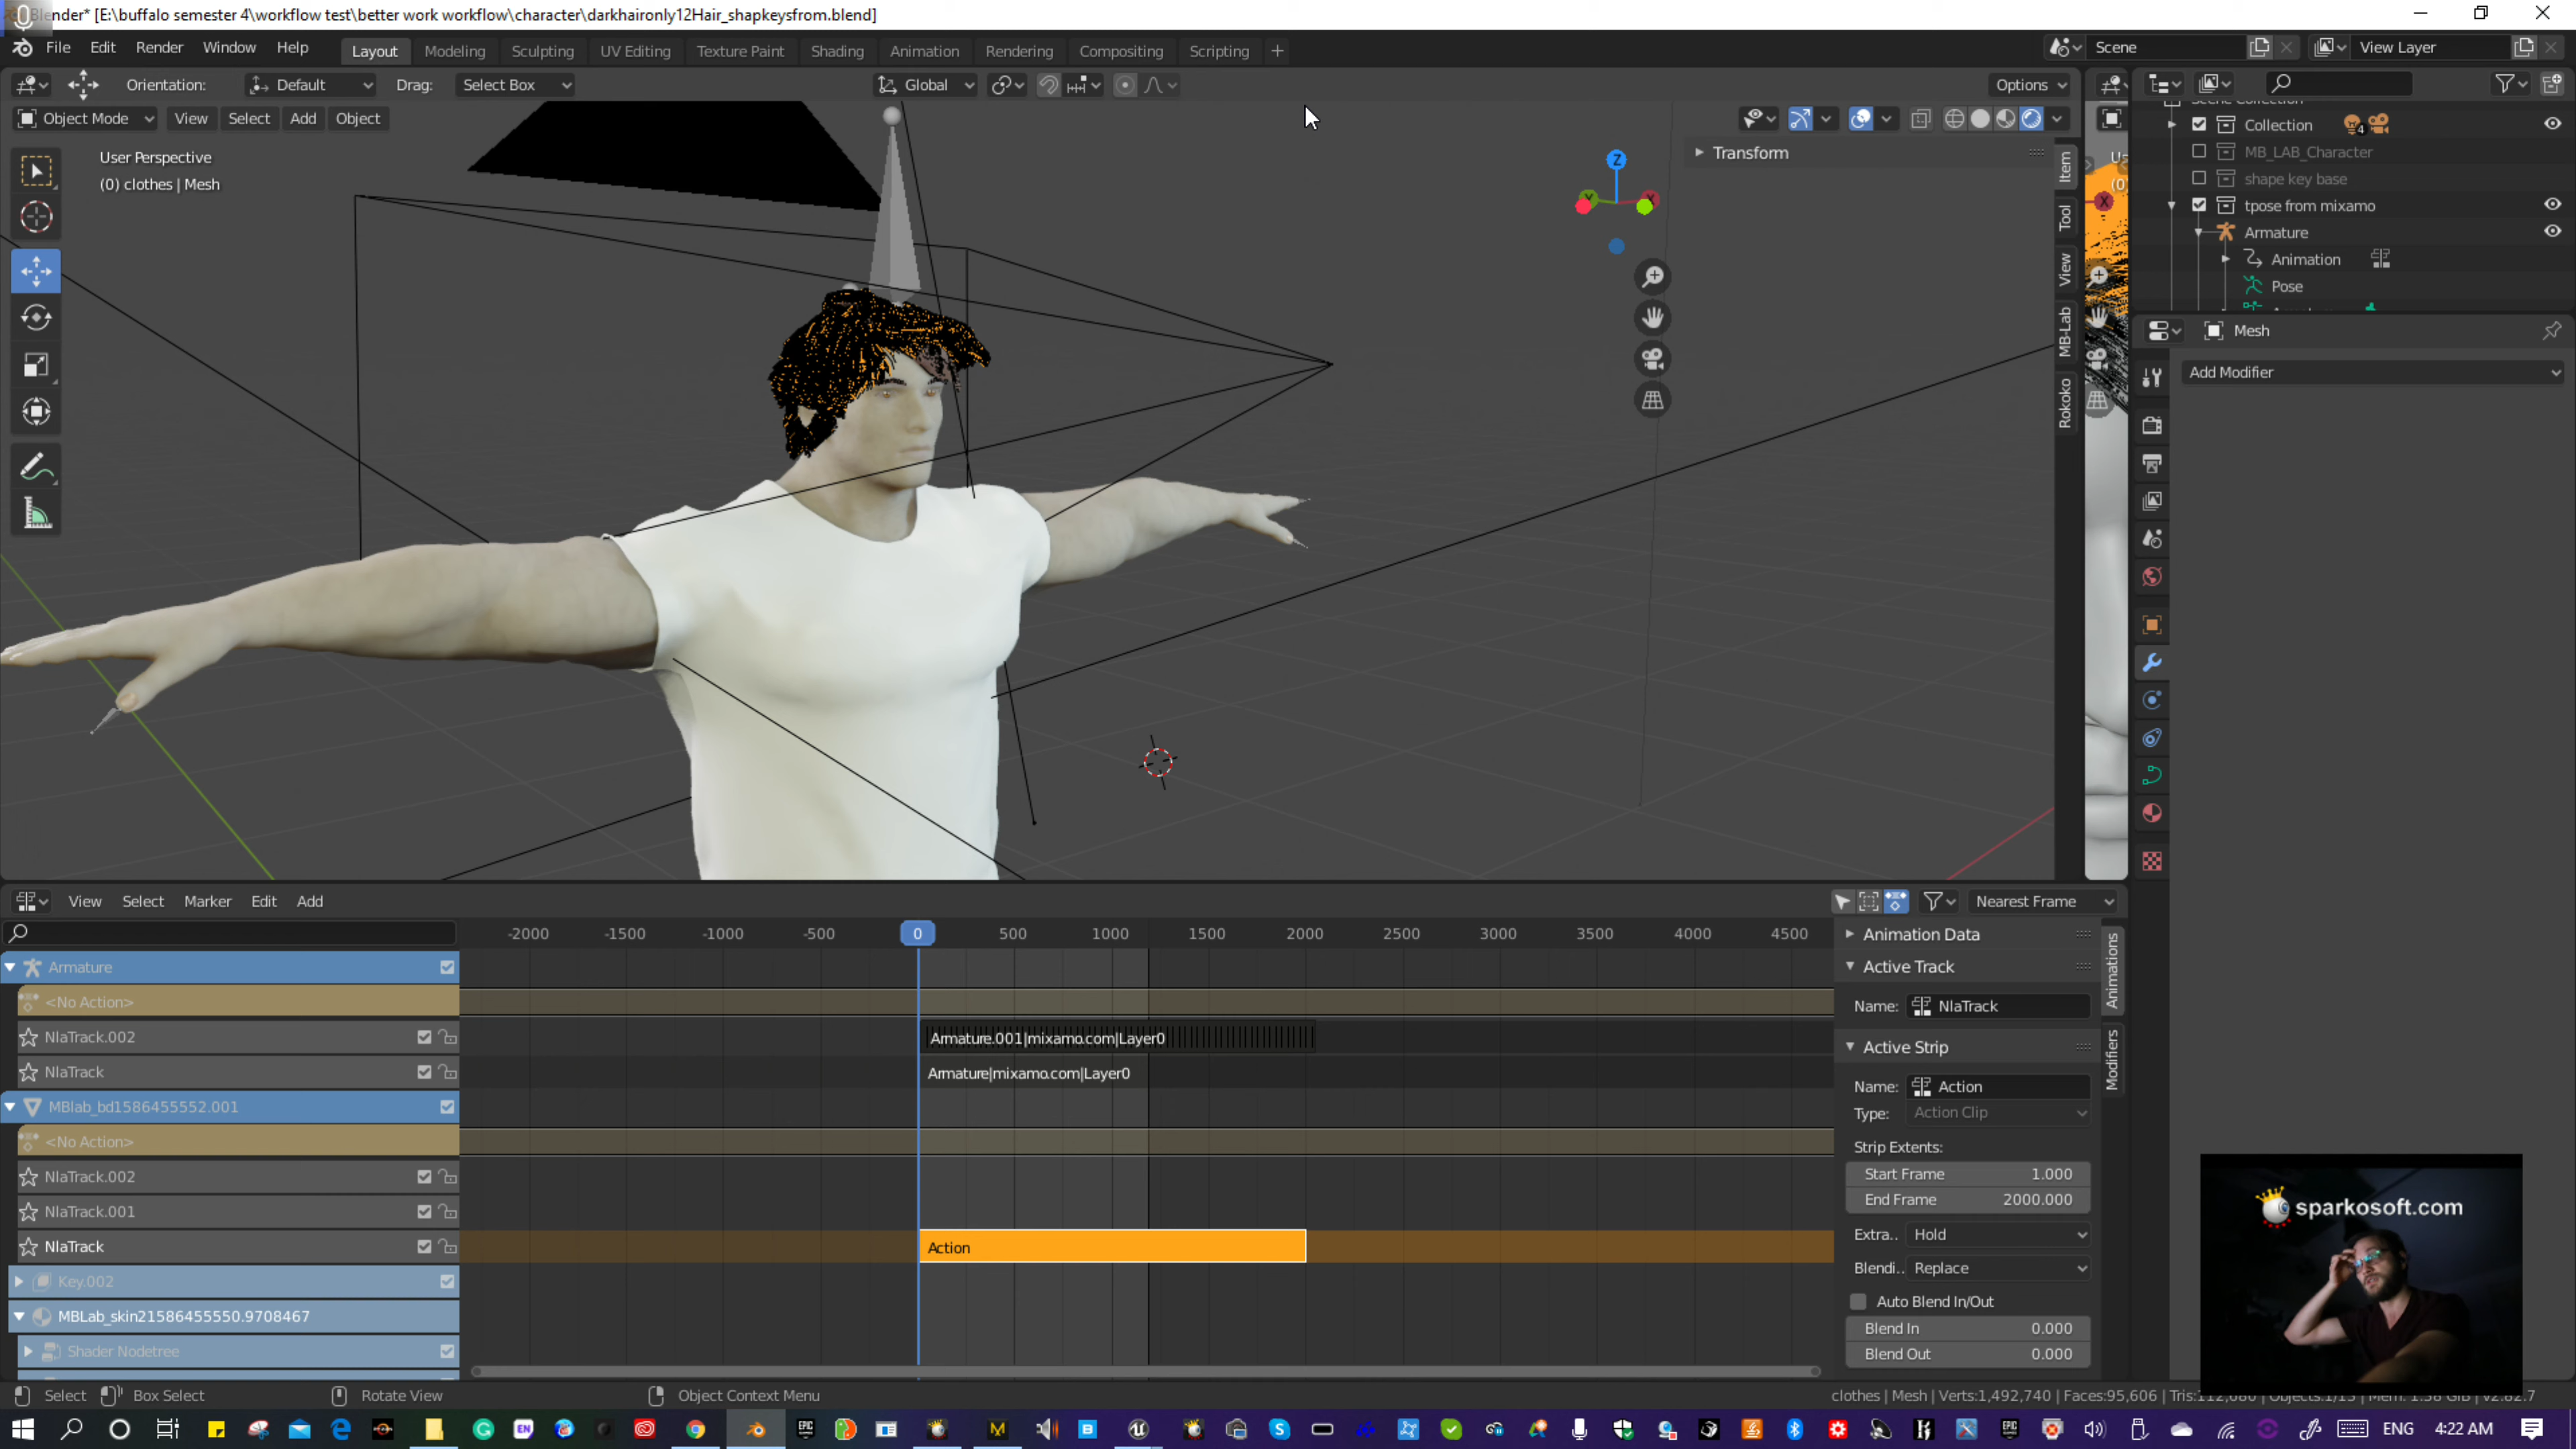 Blender* [E:\buffalo semester 4\workflow test\better work workflow\character\darkhaironly12Hair_shapkeysfrom.blend]
File Edit Render Window Help Layout Modeling Sculpting UV Editing Texture Paint Shading Animation Rendering Compositing Scripting + Scene View Layer
Orientation: Default Drag: Select Box Global Options
Object Mode View Select Add Object
User Perspective
(0) clothes | Mesh
Transform
Z
Item
Tool
View
MB-Lab
Rokoko
X
Scene Collection
Collection 4
MB_LAB_Character
shape key base
tpose from mixamo
Armature
Animation
Pose
Mesh
Add Modifier
View Select Marker Edit Add Nearest Frame
-2000 -1500 -1000 -500 0 500 1000 1500 2000 2500 3000 3500 4000 4500
Armature
<No Action>
NlaTrack.002
Armature.001|mixamo.com|Layer0
NlaTrack
Armature|mixamo.com|Layer0
MBlab_bd1586455552.001
<No Action>
NlaTrack.002
NlaTrack.001
NlaTrack
Action
Key.002
MBLab_skin21586455550.9708467
Shader Nodetree
Animation Data
Active Track
Name: NlaTrack
Active Strip
Name: Action
Type: Action Clip
Strip Extents:
Start Frame 1.000
End Frame 2000.000
Extra.. Hold
Blendi.. Replace
Auto Blend In/Out
Blend In 0.000
Blend Out 0.000
Animations
Modifiers
sparkosoft.com
Select Box Select Rotate View Object Context Menu
clothes | Mesh | Verts:1,492,740 | Faces:95,606 |
ENG 4:22 AM